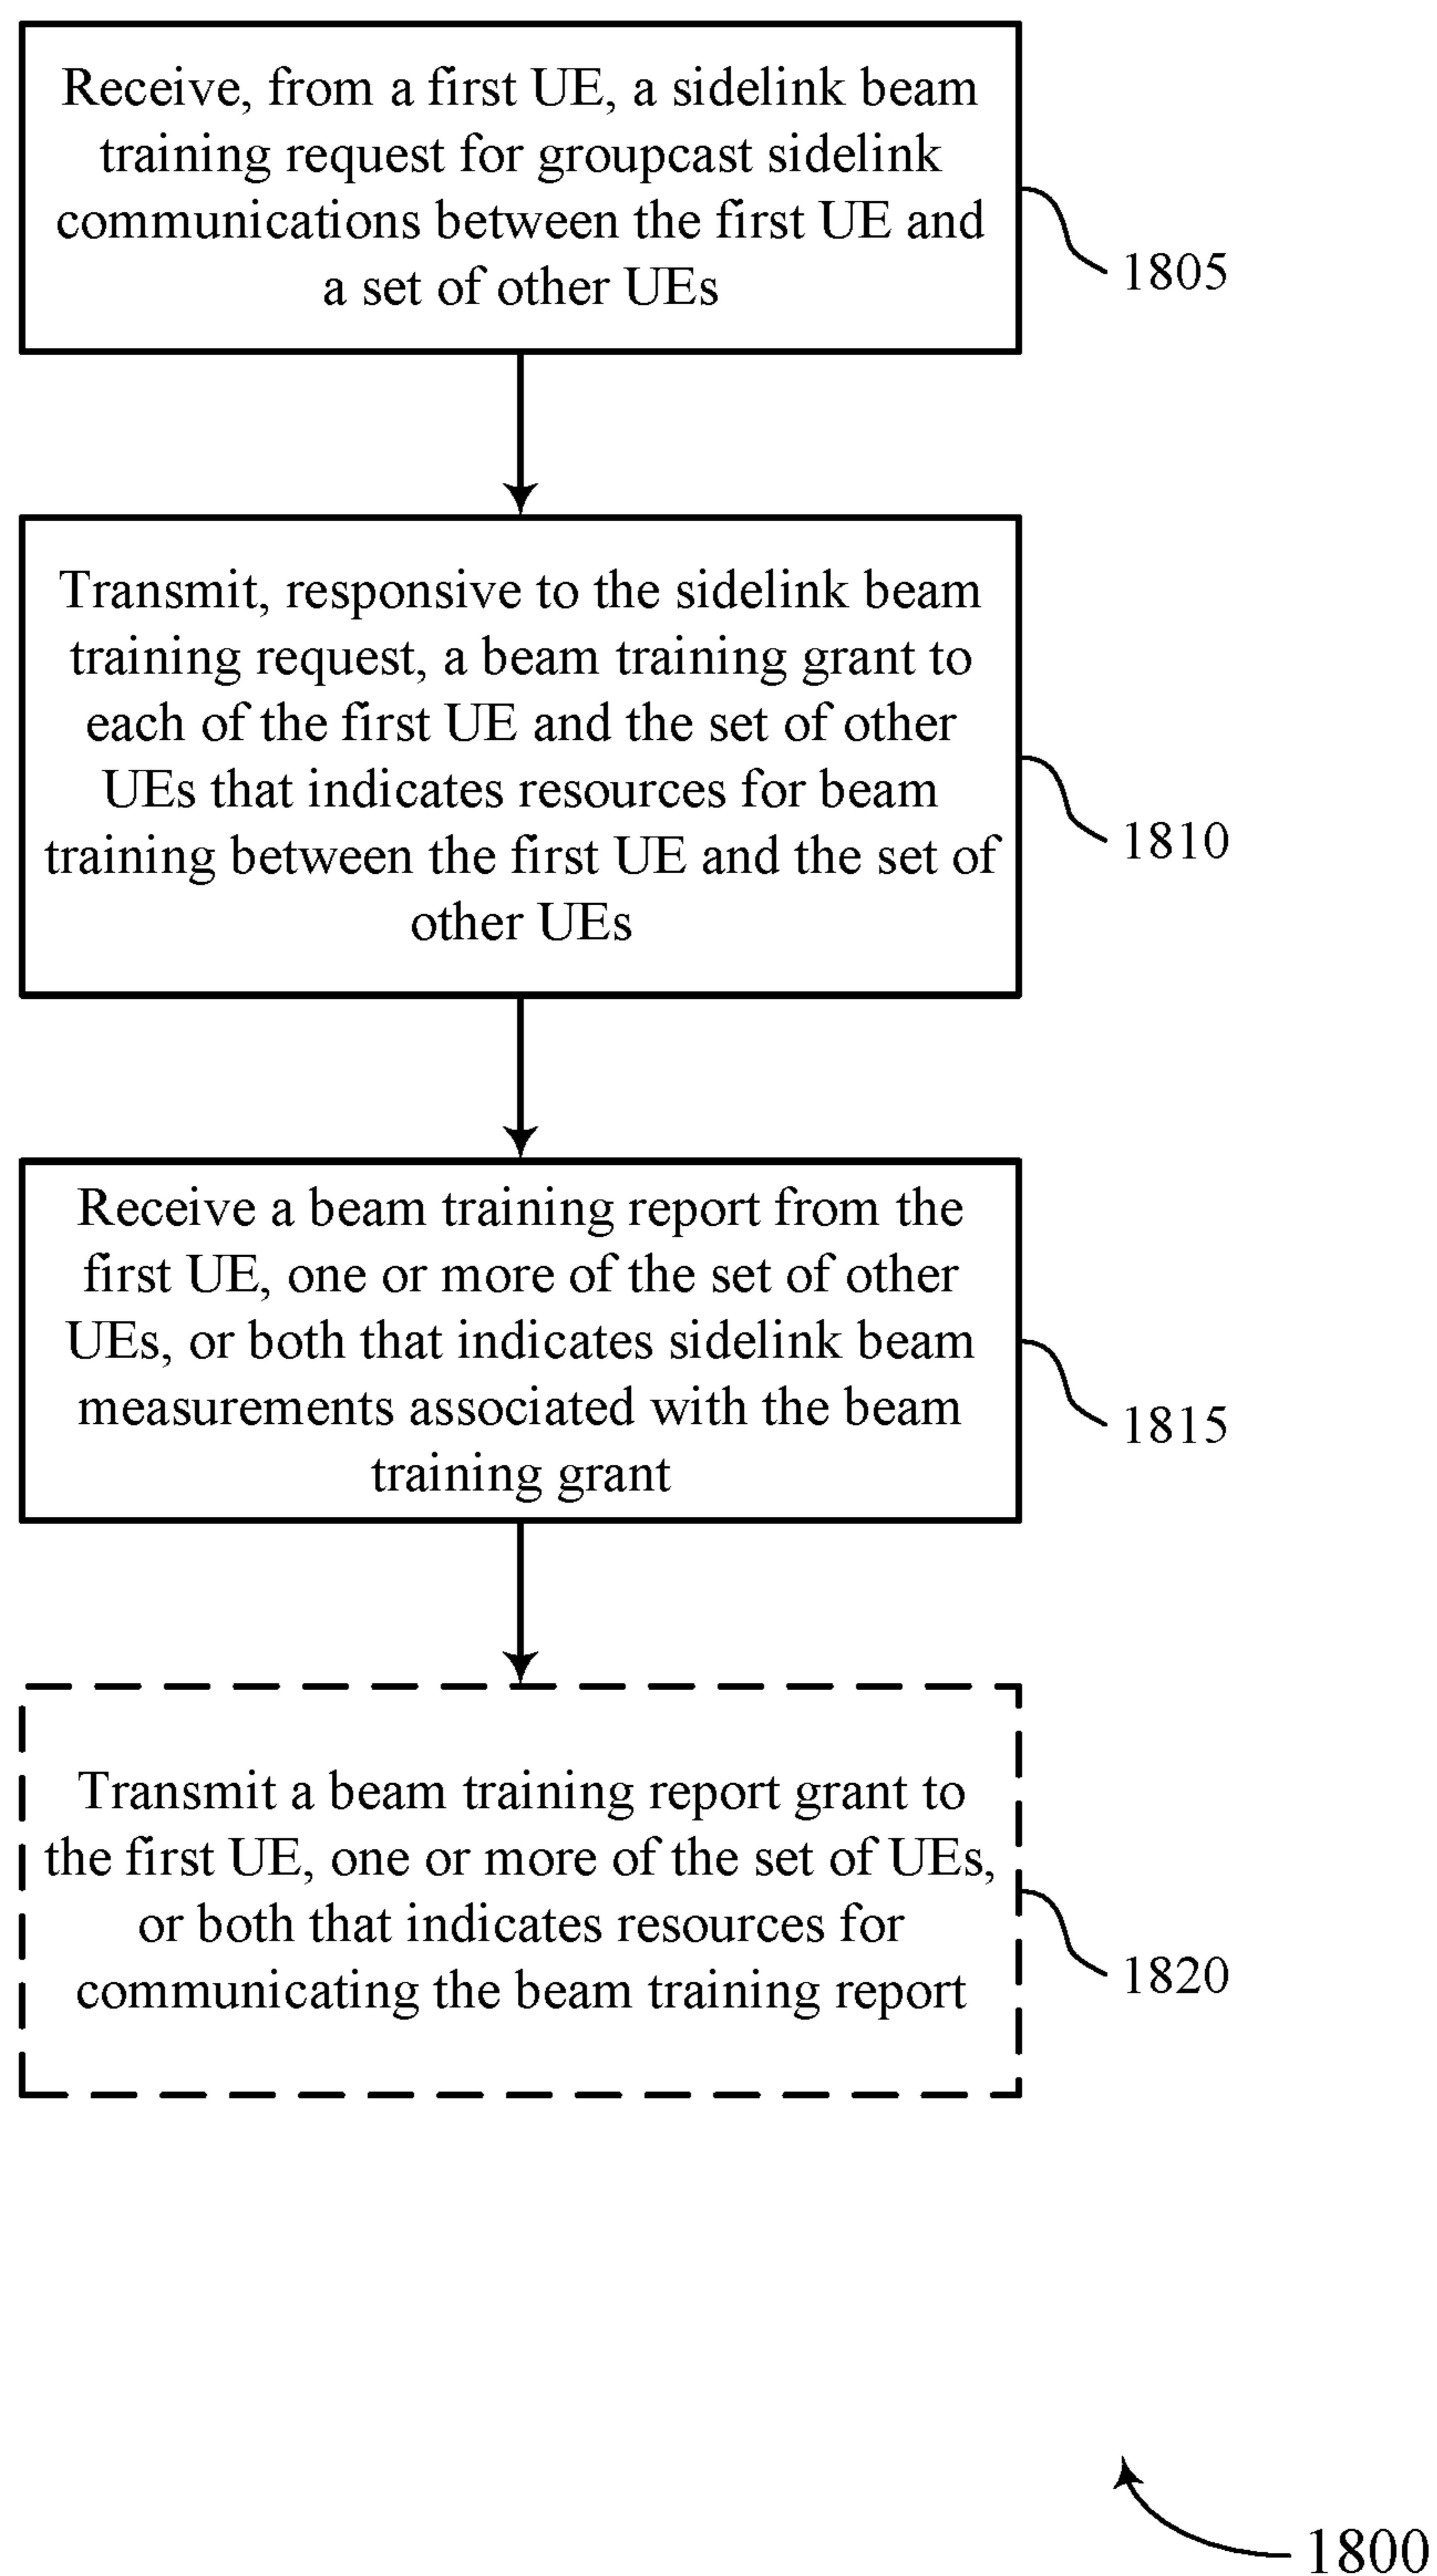 Receive, from a first UE, a sidelink beam
training request for groupcast sidelink
communications between the first UE and
a set of other UEs
1805
Transmit, responsive to the sidelink beam
training request, a beam training grant to
each of the first UE and the set of other
UEs that indicates resources for beam
training between the first UE and the set of
other UEs
1810
Receive a beam training report from the
first UE, one or more of the set of other
UEs, or both that indicates sidelink beam
measurements associated with the beam
training grant
1815
Transmit a beam training report grant to
the first UE, one or more of the set of UEs,
or both that indicates resources for
communicating the beam training report
1820
1800